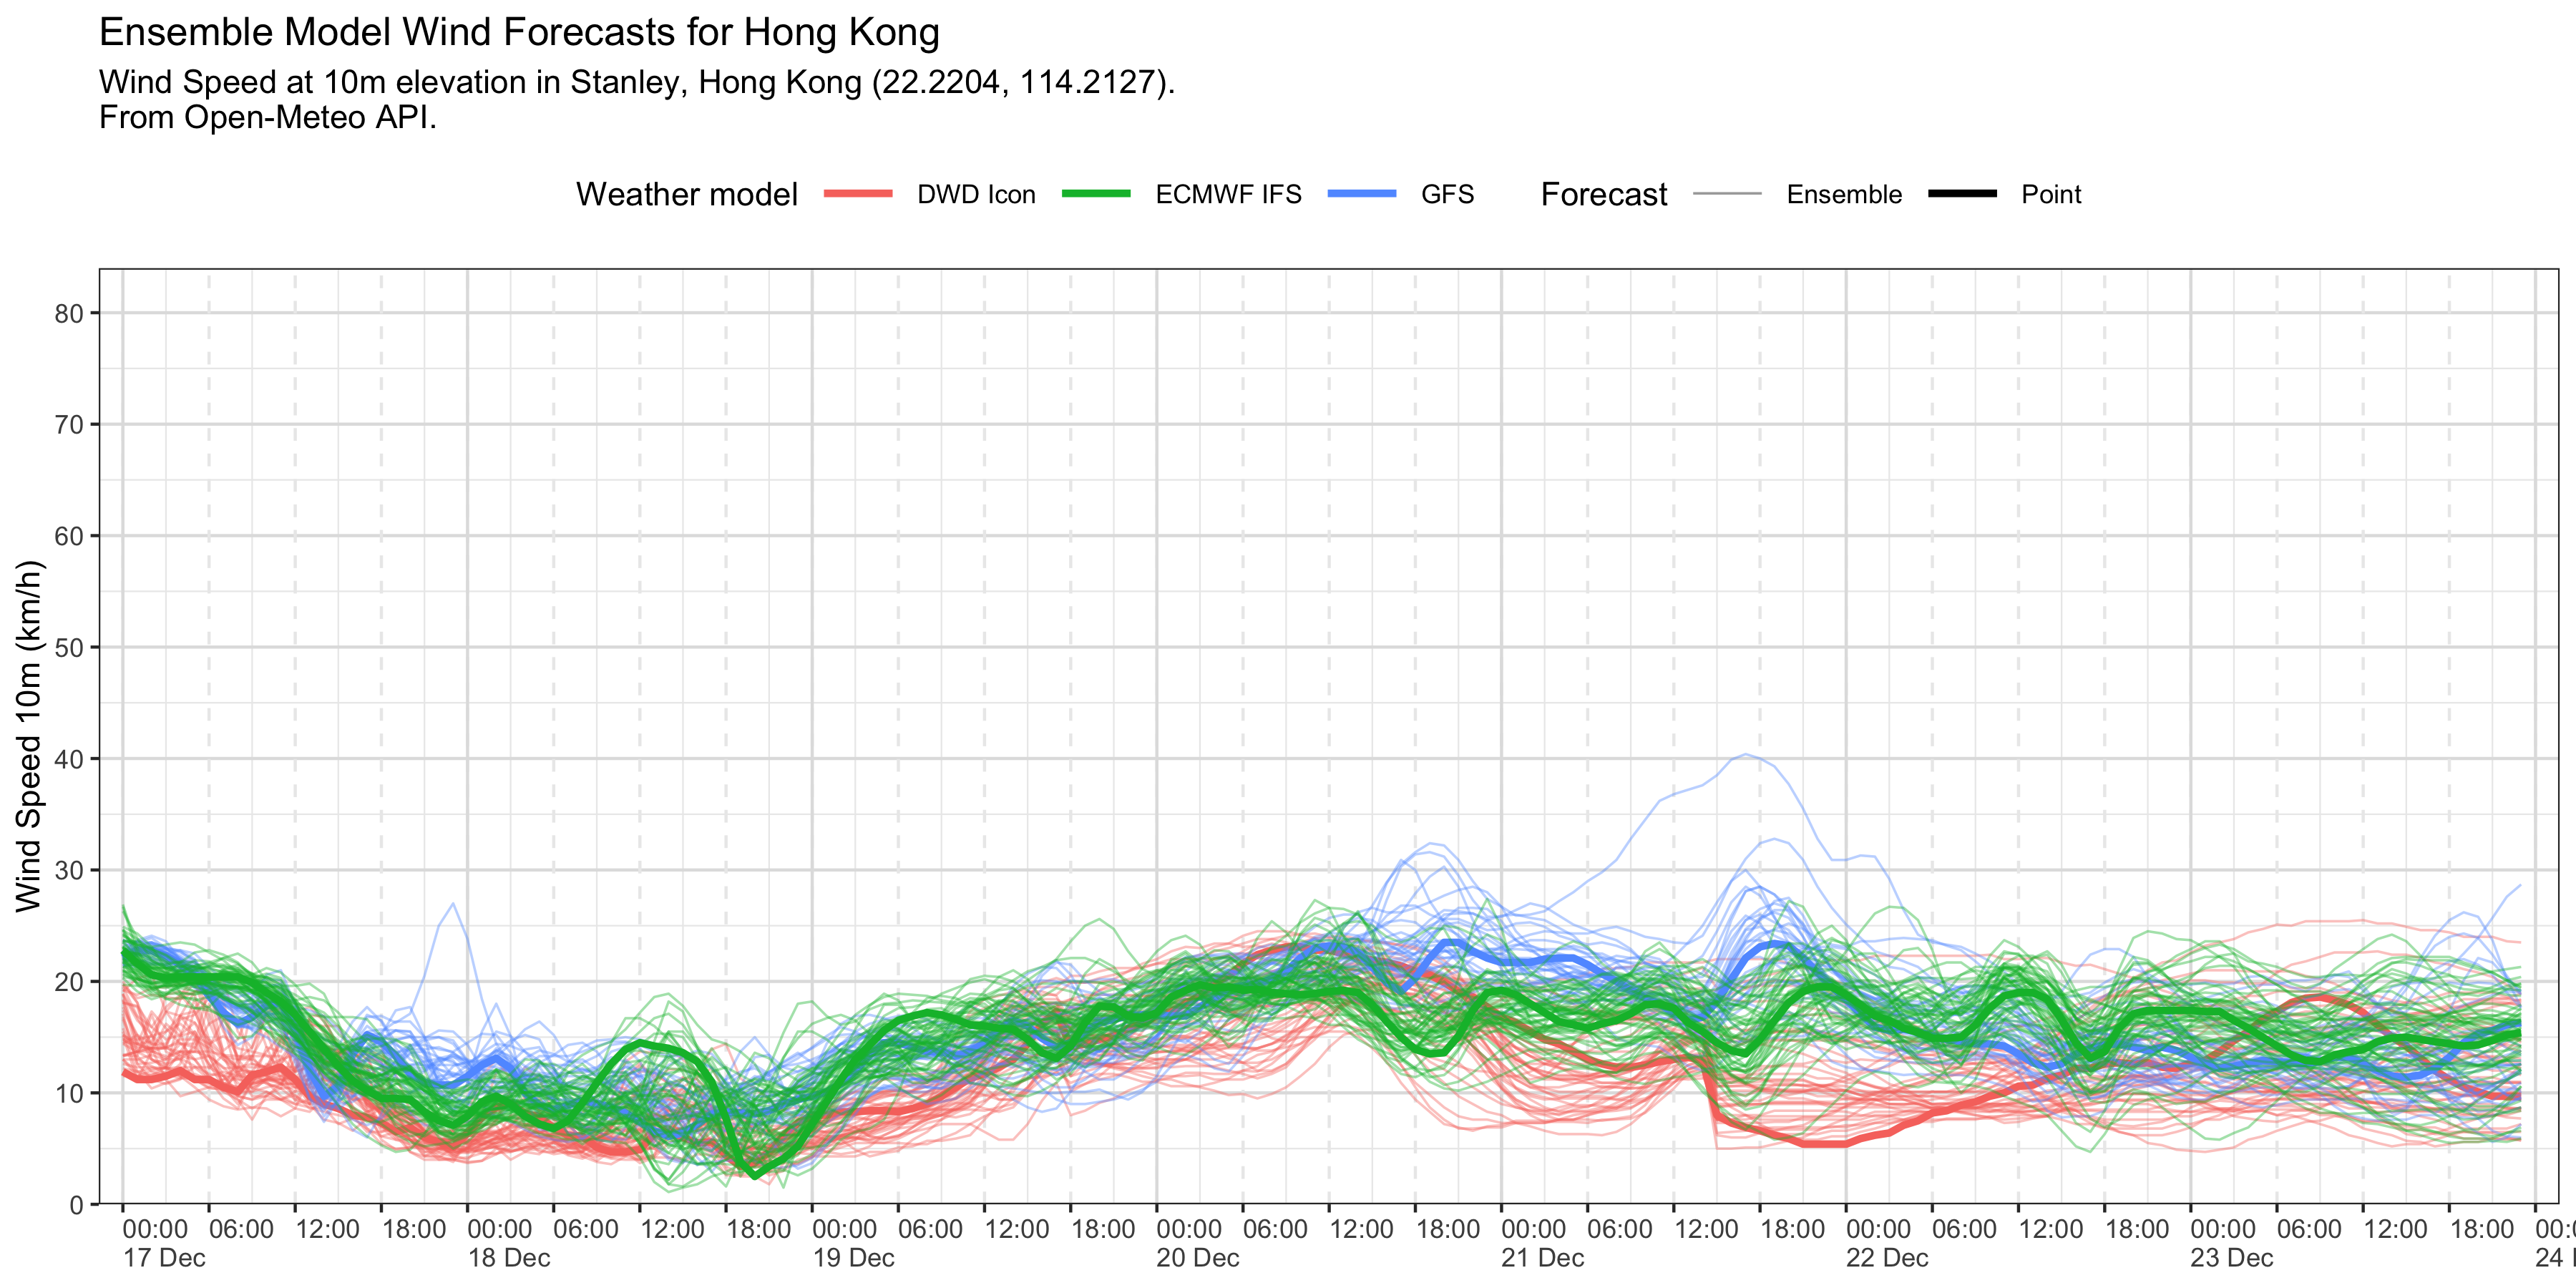 Ensemble Model Wind Forecasts for Hong Kong
Wind Speed at 10m elevation in Stanley, Hong Kong (22.2204, 114.2127).
From Open-Meteo API.
Weather model DWD Icon ECMWF IFS GFS Forecast Ensemble Point
Wind Speed 10m (km/h)
80
70
60
50
40
30
20
10
0
00:00 06:00 12:00 18:00 00:00 06:00 12:00 18:00 00:00 06:00 12:00 18:00 00:00 06:00 12:00 18:00 00:00 06:00 12:00 18:00 00:00 06:00 12:00 18:00 00:00 06:00 12:00 18:00
17 Dec 18 Dec 19 Dec 20 Dec 21 Dec 22 Dec 23 Dec 24